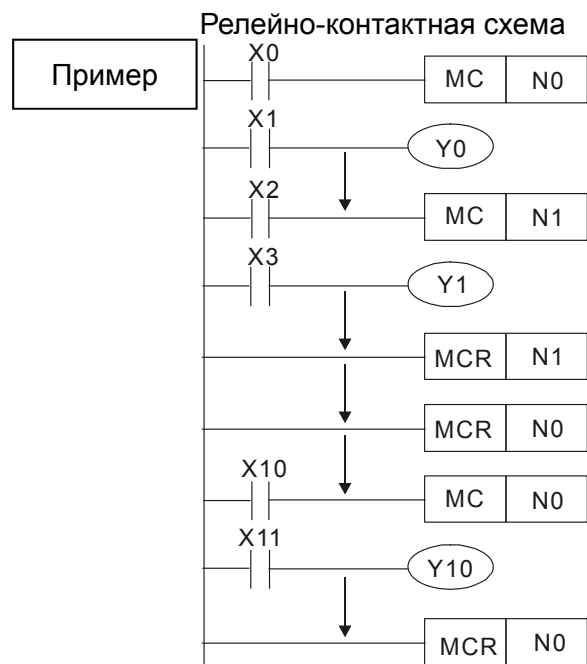 Релейно-контактная схема
Пример
X0
MC N0
X1
Y0
X2
MC N1
X3
Y1
MCR N1
MCR N0
X10
MC N0
X11
Y10
MCR N0